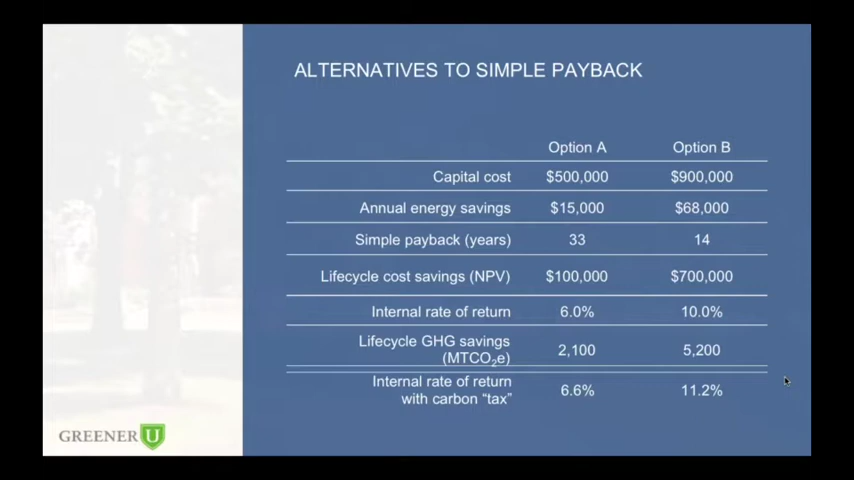 ALTERNATIVES TO SIMPLE PAYBACK
Option A Option B
Capital cost $500,000 $900,000
Annual energy savings $15,000 $68,000
Simple payback (years) 33 14
Lifecycle cost savings (NPV) $100,000 $700,000
Internal rate of return 6.0% 10.0%
Lifecycle GHG savings
(MTCO₂e) 2,100 5,200
Internal rate of return
with carbon “tax” 6.6% 11.2%
GREENER U